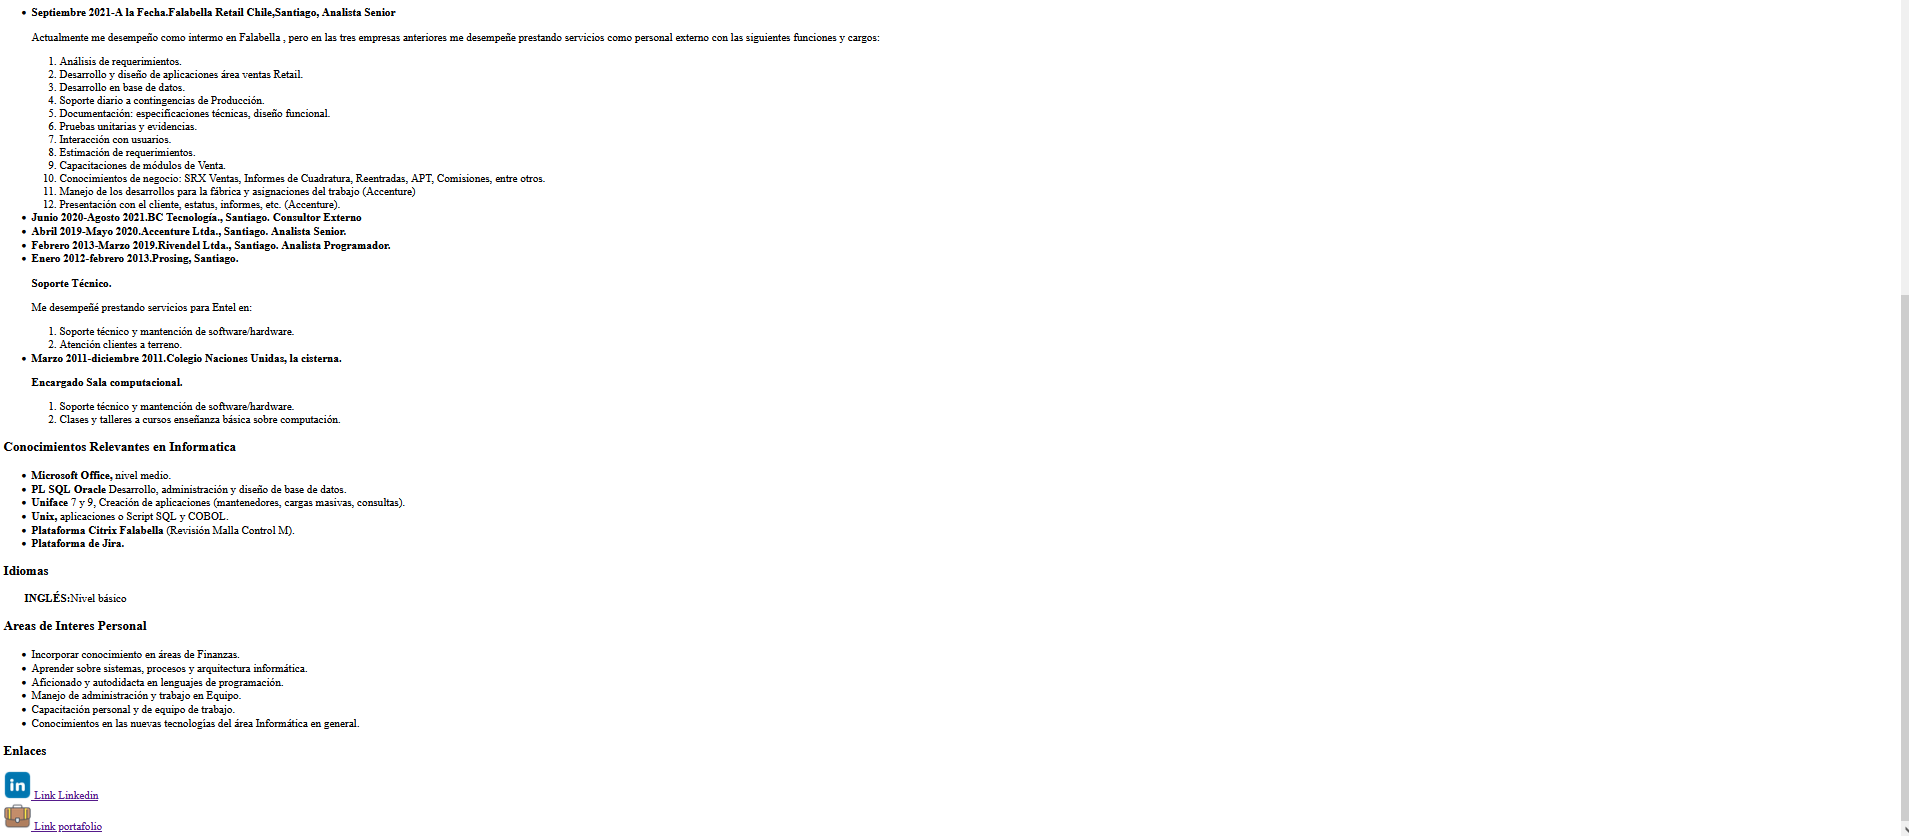 • Septiembre 2021-A la Fecha.Falabella Retail Chile,Santiago, Analista Senior
Actualmente me desempeño como intermo en Falabella , pero en las tres empresas anteriores me desempeñe prestando servicios como personal externo con las siguientes funciones y cargos:
1. Análisis de requerimientos.
2. Desarrollo y diseño de aplicaciones área ventas Retail.
3. Desarrollo en base de datos.
4. Soporte diario a contingencias de Producción.
5. Documentación: especificaciones técnicas, diseño funcional.
6. Pruebas unitarias y evidencias.
7. Interacción con usuarios.
8. Estimación de requerimientos.
9. Capacitaciones de módulos de Venta.
10. Conocimientos de negocio: SRX Ventas, Informes de Cuadratura, Reentradas, APT, Comisiones, entre otros.
11. Manejo de los desarrollos para la fábrica y asignaciones del trabajo (Accenture)
12. Presentación con el cliente, estatus, informes, etc. (Accenture).
• Junio 2020-Agosto 2021.BC Tecnología., Santiago. Consultor Externo
• Abril 2019-Mayo 2020.Accenture Ltda., Santiago. Analista Senior.
• Febrero 2013-Marzo 2019.Rivendel Ltda., Santiago. Analista Programador.
• Enero 2012-febrero 2013.Prosing, Santiago.
Soporte Técnico.
Me desempeñé prestando servicios para Entel en:
1. Soporte técnico y mantención de software/hardware.
2. Atención clientes a terreno.
• Marzo 2011-diciembre 2011.Colegio Naciones Unidas, la cisterna.
Encargado Sala computacional.
1. Soporte técnico y mantención de software/hardware.
2. Clases y talleres a cursos enseñanza básica sobre computación.
Conocimientos Relevantes en Informatica
• Microsoft Office, nivel medio.
• PL SQL Oracle Desarrollo, administración y diseño de base de datos.
• Uniface 7 y 9, Creación de aplicaciones (mantenedores, cargas masivas, consultas).
• Unix, aplicaciones o Script SQL y COBOL.
• Plataforma Citrix Falabella (Revisión Malla Control M).
• Plataforma de Jira.
Idiomas
INGLÉS:Nivel básico
Areas de Interes Personal
• Incorporar conocimiento en áreas de Finanzas.
• Aprender sobre sistemas, procesos y arquitectura informática.
• Aficionado y autodidacta en lenguajes de programación.
• Manejo de administración y trabajo en Equipo.
• Capacitación personal y de equipo de trabajo.
• Conocimientos en las nuevas tecnologías del área Informática en general.
Enlaces
in Link Linkedin
Link portafolio